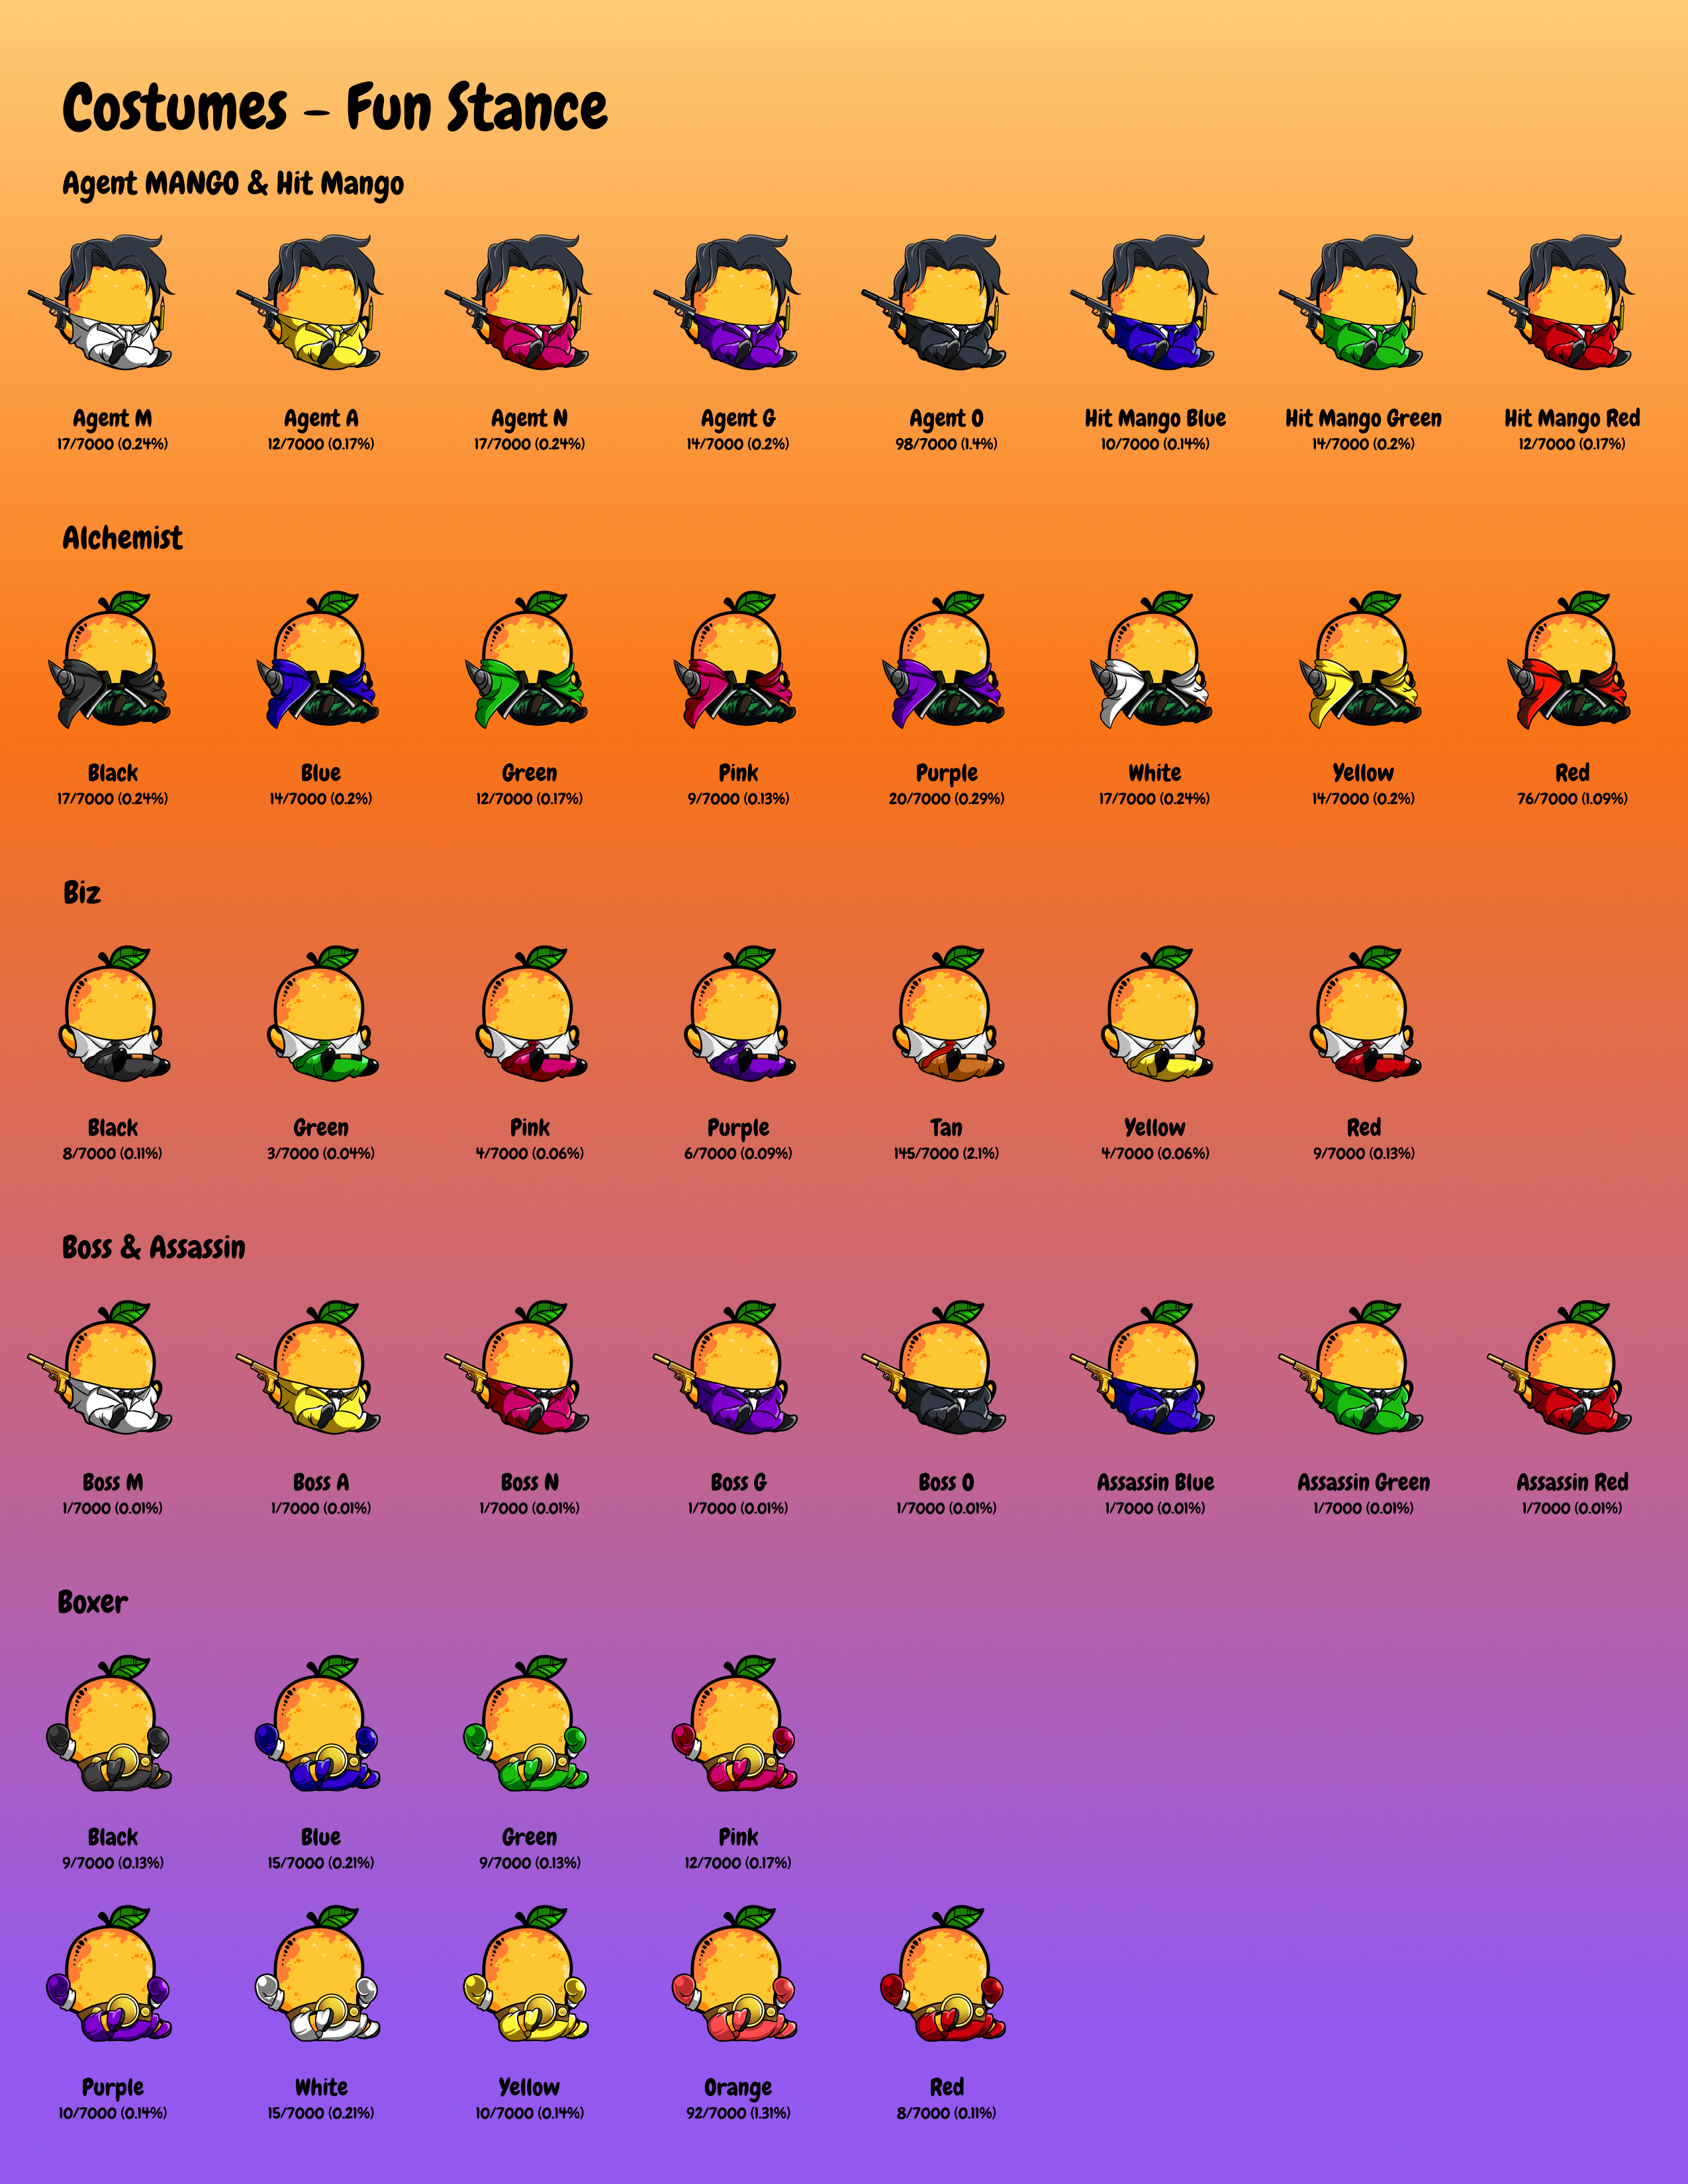 Costumes - Fun Stance
Agent MANGO & Hit Mango
Agent M Agent A Agent N Agent G Agent O Hit Mango Blue Hit Mango Green Hit Mango Red
17/7000 (0.24%) 12/7000 (0.17%) 17/7000 (0.24%) 14/7000 (0.2%) 98/7000 (1.4%) 10/7000 (0.14%) 14/7000 (0.2%) 12/7000 (0.17%)
Alchemist
Black Blue Green Pink Purple White Yellow Red
17/7000 (0.24%) 14/7000 (0.2%) 12/7000 (0.17%) 9/7000 (0.13%) 20/7000 (0.29%) 17/7000 (0.24%) 14/7000 (0.2%) 76/7000 (1.09%)
Biz
Black Green Pink Purple Tan Yellow Red
8/7000 (0.11%) 3/7000 (0.04%) 4/7000 (0.06%) 6/7000 (0.09%) 145/7000 (2.1%) 4/7000 (0.06%) 9/7000 (0.13%)
Boss & Assassin
Boss M Boss A Boss N Boss G Boss O Assassin Blue Assassin Green Assassin Red
1/7000 (0.01%) 1/7000 (0.01%) 1/7000 (0.01%) 1/7000 (0.01%) 1/7000 (0.01%) 1/7000 (0.01%) 1/7000 (0.01%) 1/7000 (0.01%)
Boxer
Black Blue Green Pink
9/7000 (0.13%) 15/7000 (0.21%) 9/7000 (0.13%) 12/7000 (0.17%)
Purple White Yellow Orange Red
10/7000 (0.14%) 15/7000 (0.21%) 10/7000 (0.14%) 92/7000 (1.31%) 8/7000 (0.11%)